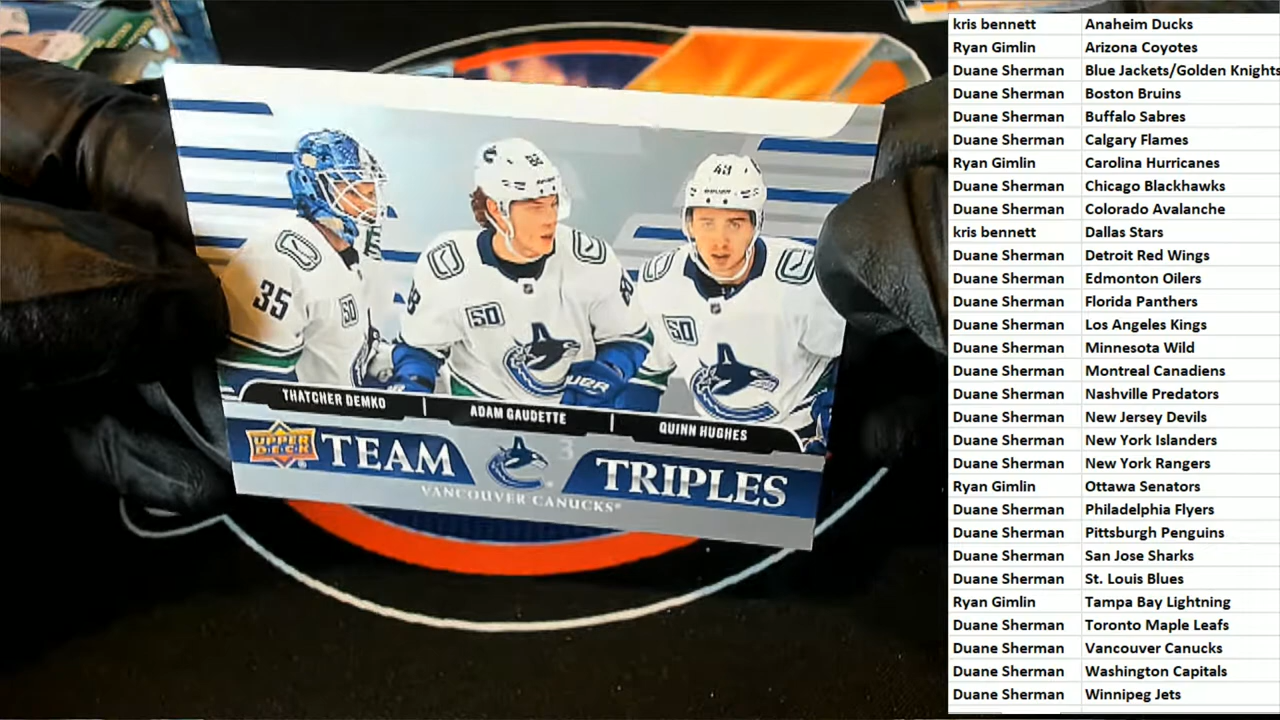 35
50
88
50
49
50
THATCHER DEMKO | ADAM GAUDETTE | QUINN HUGHES
UPPER DECK TEAM 3 TRIPLES
VANCOUVER CANUCKS
kris bennett Anaheim Ducks
Ryan Gimlin Arizona Coyotes
Duane Sherman Blue Jackets/Golden Knights
Duane Sherman Boston Bruins
Duane Sherman Buffalo Sabres
Duane Sherman Calgary Flames
Ryan Gimlin Carolina Hurricanes
Duane Sherman Chicago Blackhawks
Duane Sherman Colorado Avalanche
kris bennett Dallas Stars
Duane Sherman Detroit Red Wings
Duane Sherman Edmonton Oilers
Duane Sherman Florida Panthers
Duane Sherman Los Angeles Kings
Duane Sherman Minnesota Wild
Duane Sherman Montreal Canadiens
Duane Sherman Nashville Predators
Duane Sherman New Jersey Devils
Duane Sherman New York Islanders
Duane Sherman New York Rangers
Ryan Gimlin Ottawa Senators
Duane Sherman Philadelphia Flyers
Duane Sherman Pittsburgh Penguins
Duane Sherman San Jose Sharks
Duane Sherman St. Louis Blues
Ryan Gimlin Tampa Bay Lightning
Duane Sherman Toronto Maple Leafs
Duane Sherman Vancouver Canucks
Duane Sherman Washington Capitals
Duane Sherman Winnipeg Jets